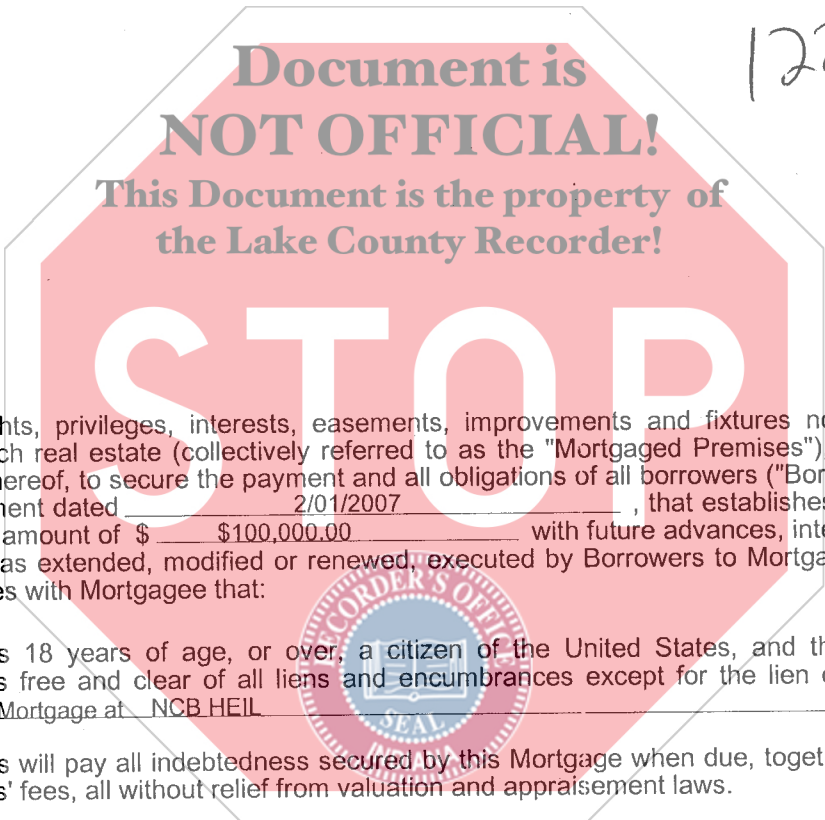 Document is
NOT OFFICIAL!
This Document is the property of
the Lake County Recorder!
STOP
hts, privileges, interests, easements, improvements and fixtures
ch real estate (collectively referred to as the "Mortgaged Premises")
ereof, to secure the payment and all obligations of all borrowers ("Bor
ent dated 2/01/2007 , that establishes
amount of $ $100,000.00 with future advances, inte
as extended, modified or renewed, executed by Borrowers to Mortga
es with Mortgagee that:
s 18 years of age, or over, a citizen of the United States, and th
s free and clear of all liens and encumbrances except for the lien
Mortgage at NCB HEIL
RECORDER'S OFFICE
SEAL
INDIANA
s will pay all indebtedness secured by this Mortgage when due, toget
s' fees, all without relief from valuation and appraisement laws.